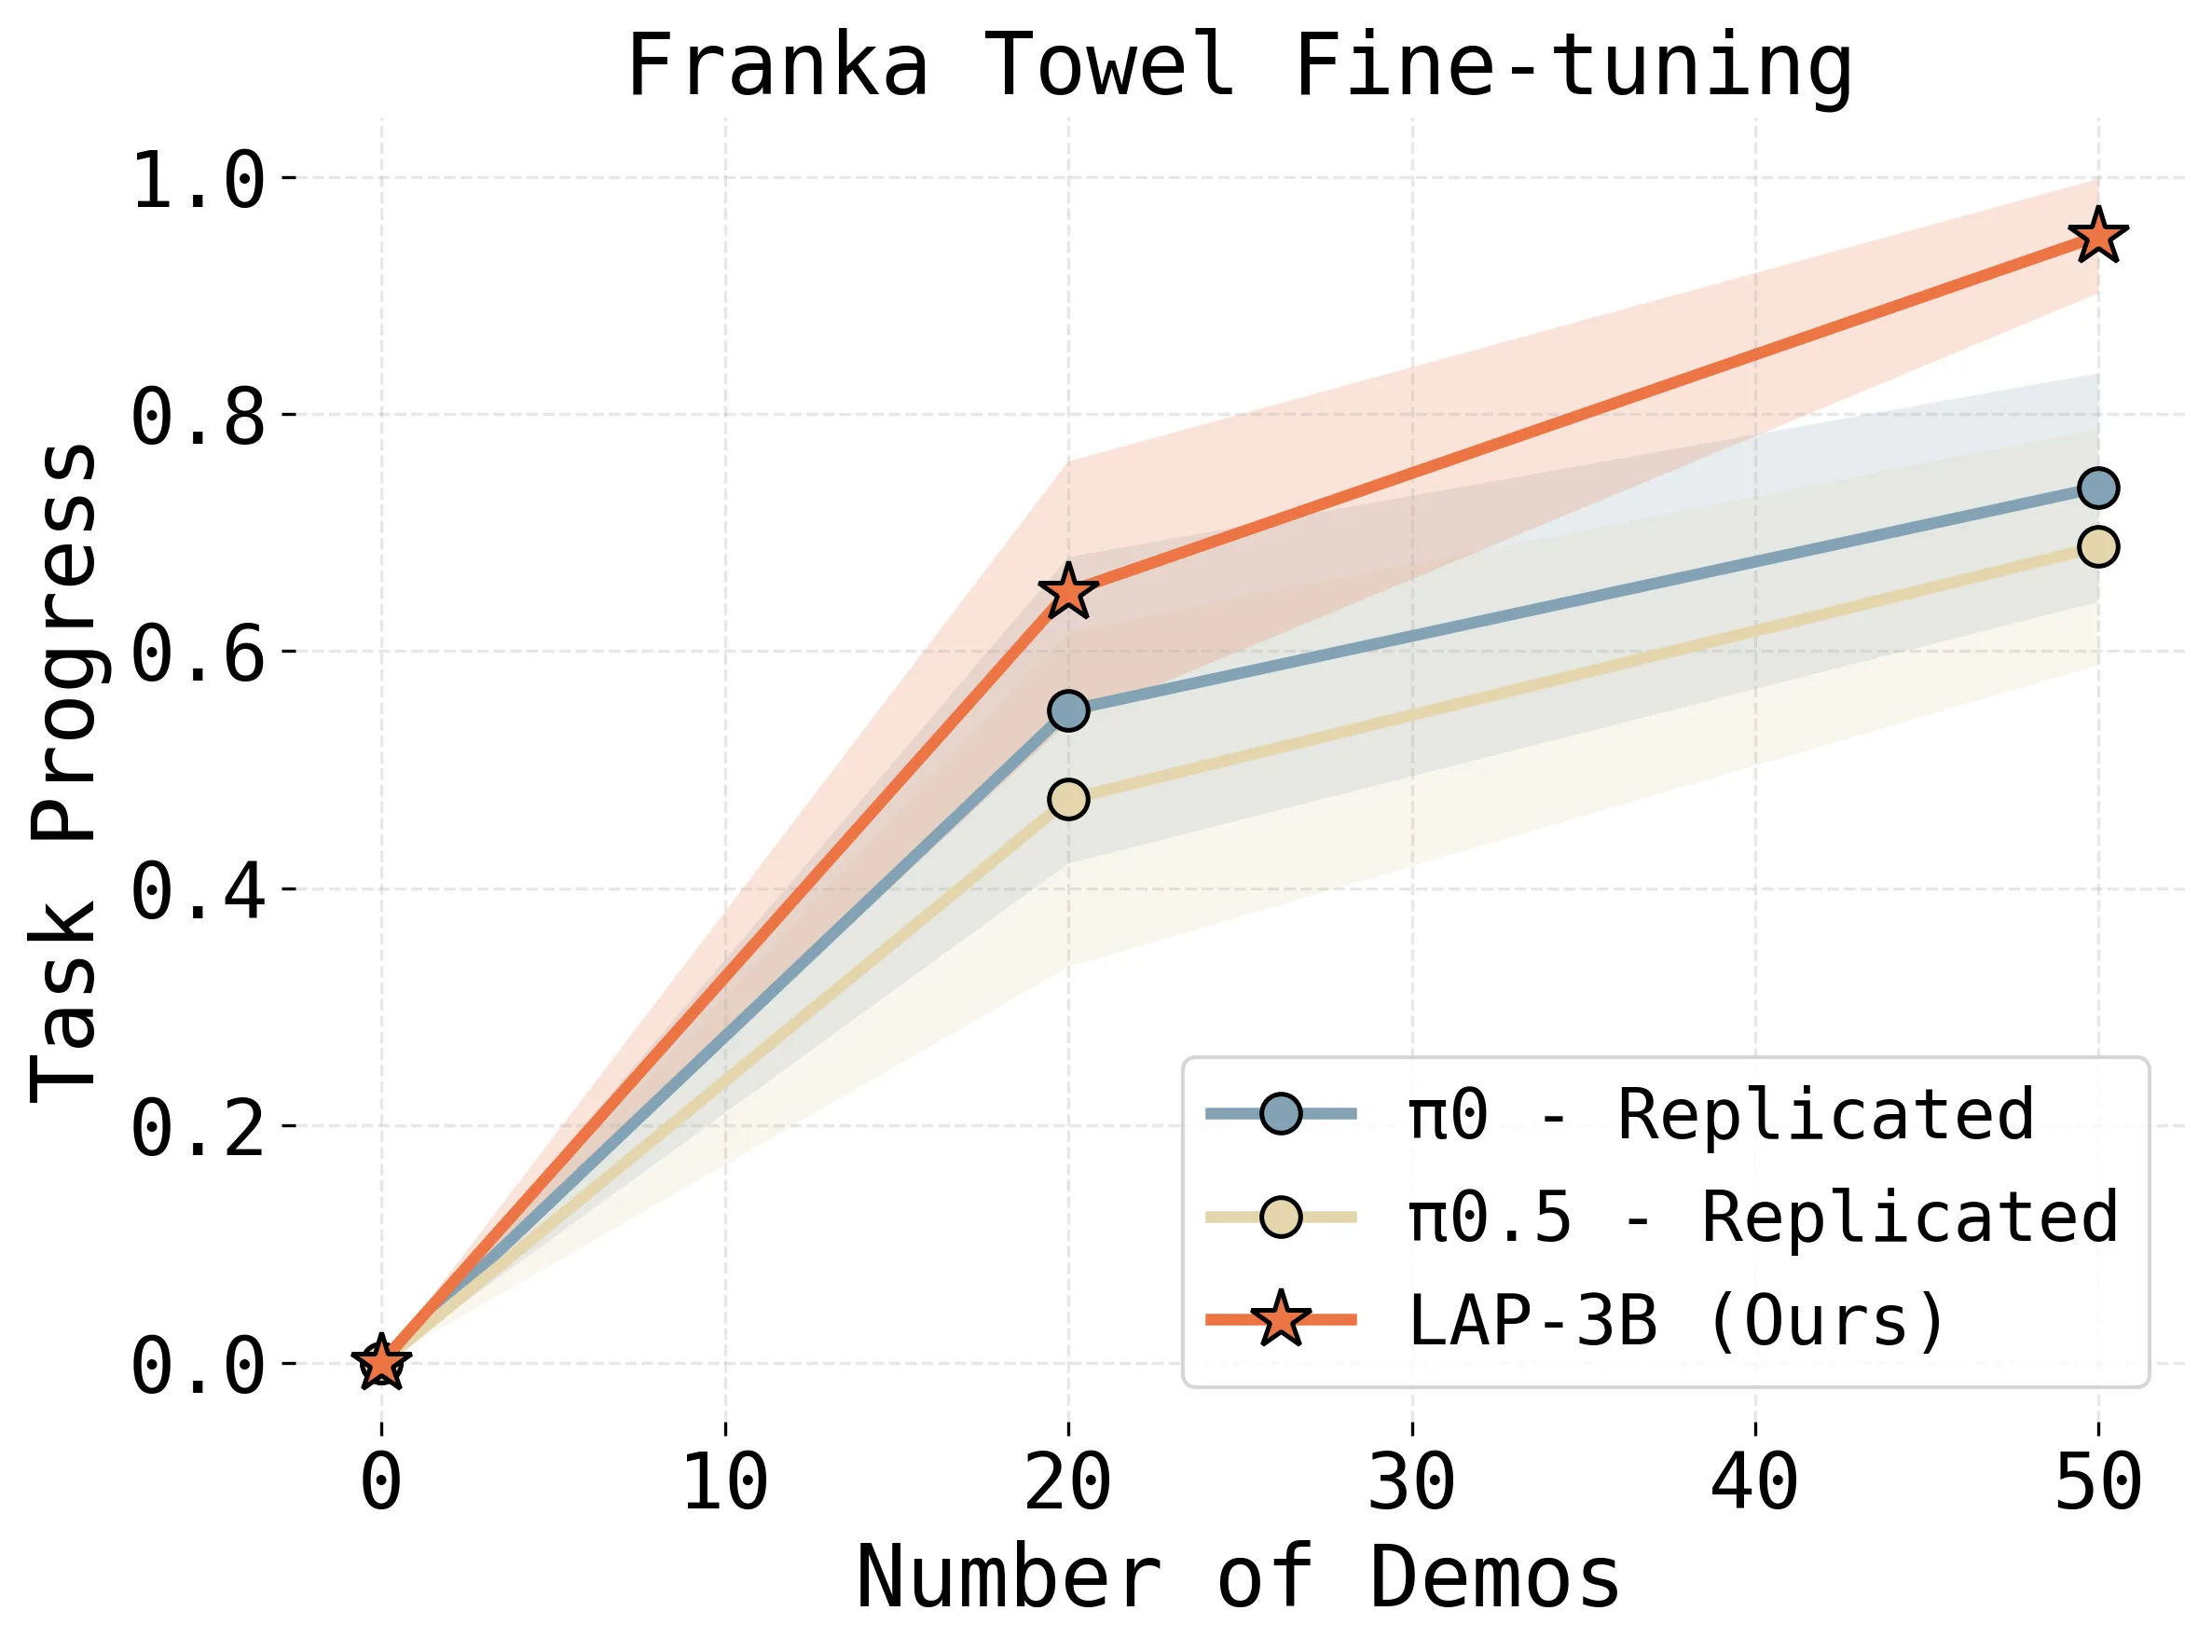 Franka Towel Fine-tuning
Task Progress
1.0
0.8
0.6
0.4
0.2
0.0
π0 - Replicated
π0.5 - Replicated
LAP-3B (Ours)
0 10 20 30 40 50
Number of Demos